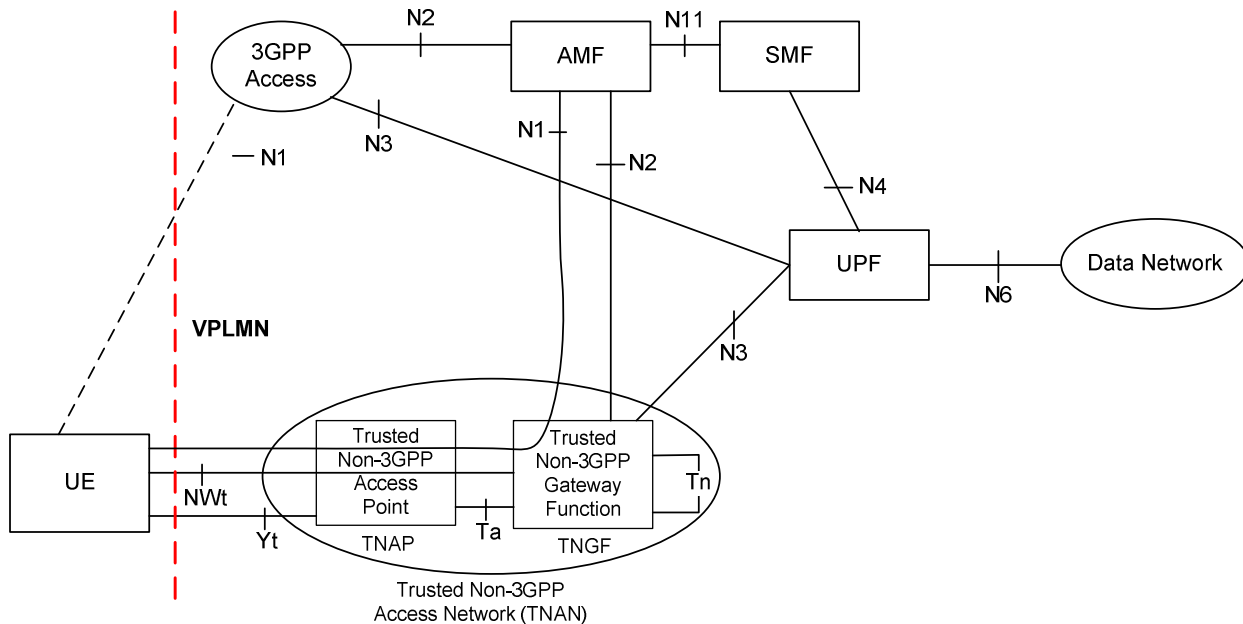 N2
N11
3GPP
Access
AMF
SMF
N1
N3
N1
N2
N4
UPF
Data Network
N6
VPLMN
N3
UE
Trusted
Non-3GPP
Access
Point
Trusted
Non-3GPP
Gateway
Function
Tn
NWt
Yt
Ta
TNAP
TNGF
Trusted Non-3GPP
Access Network (TNAN)